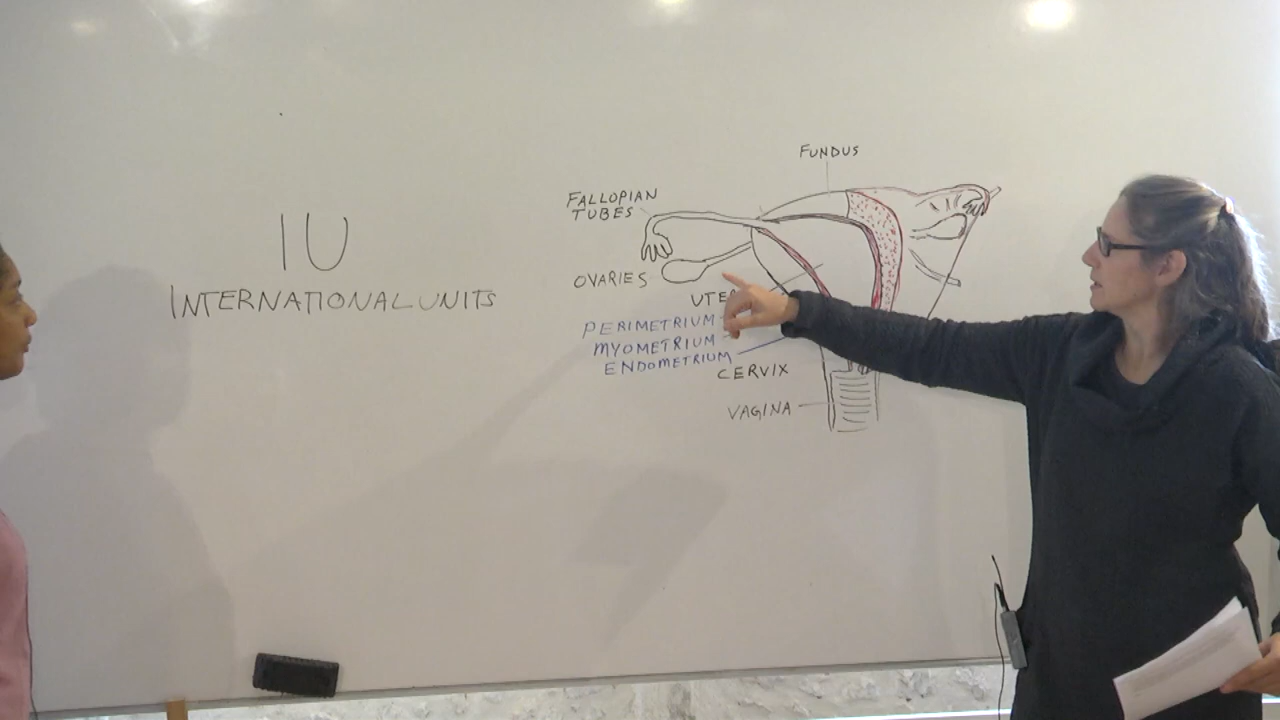 IU
INTERNATIONAL UNITS
FUNDUS
FALLOPIAN
TUBES
OVARIES
PERIMETRIUM
MYOMETRIUM
ENDOMETRIUM
CERVIX
VAGINA